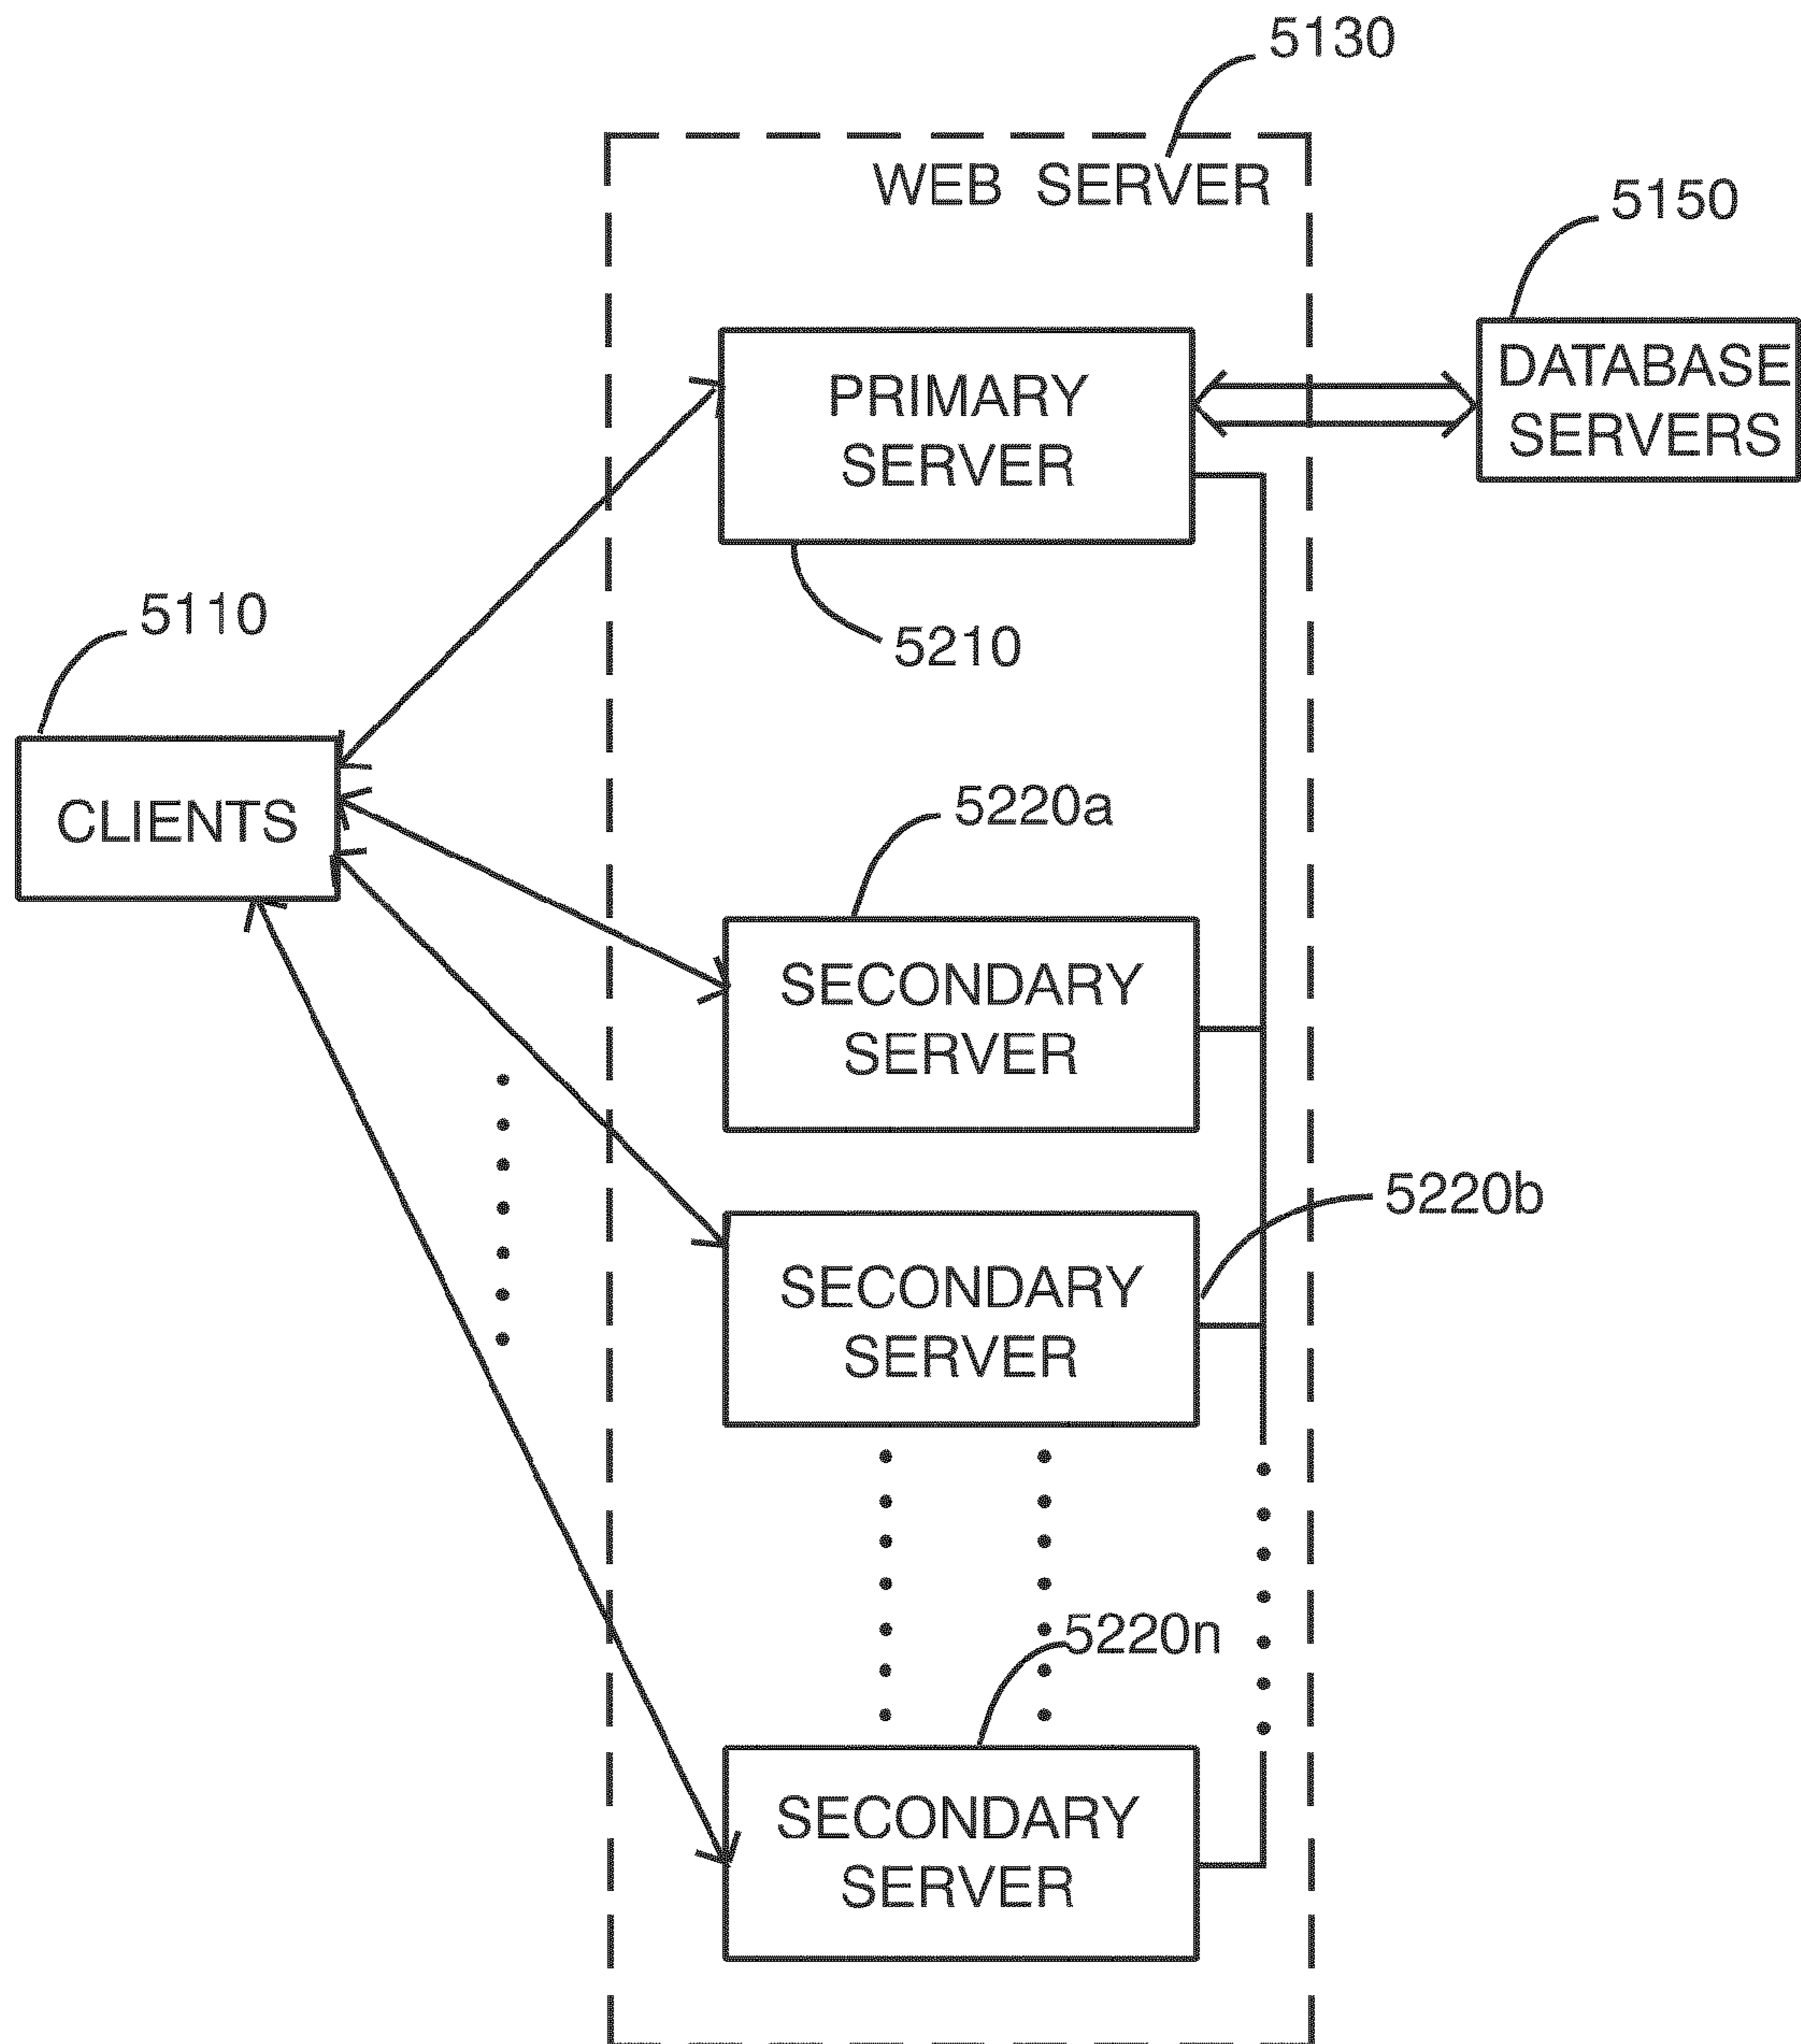 5130
WEB SERVER
5150
DATABASE
SERVERS
PRIMARY
SERVER
5210
5110
CLIENTS
5220a
SECONDARY
SERVER
5220b
SECONDARY
SERVER
5220n
SECONDARY
SERVER